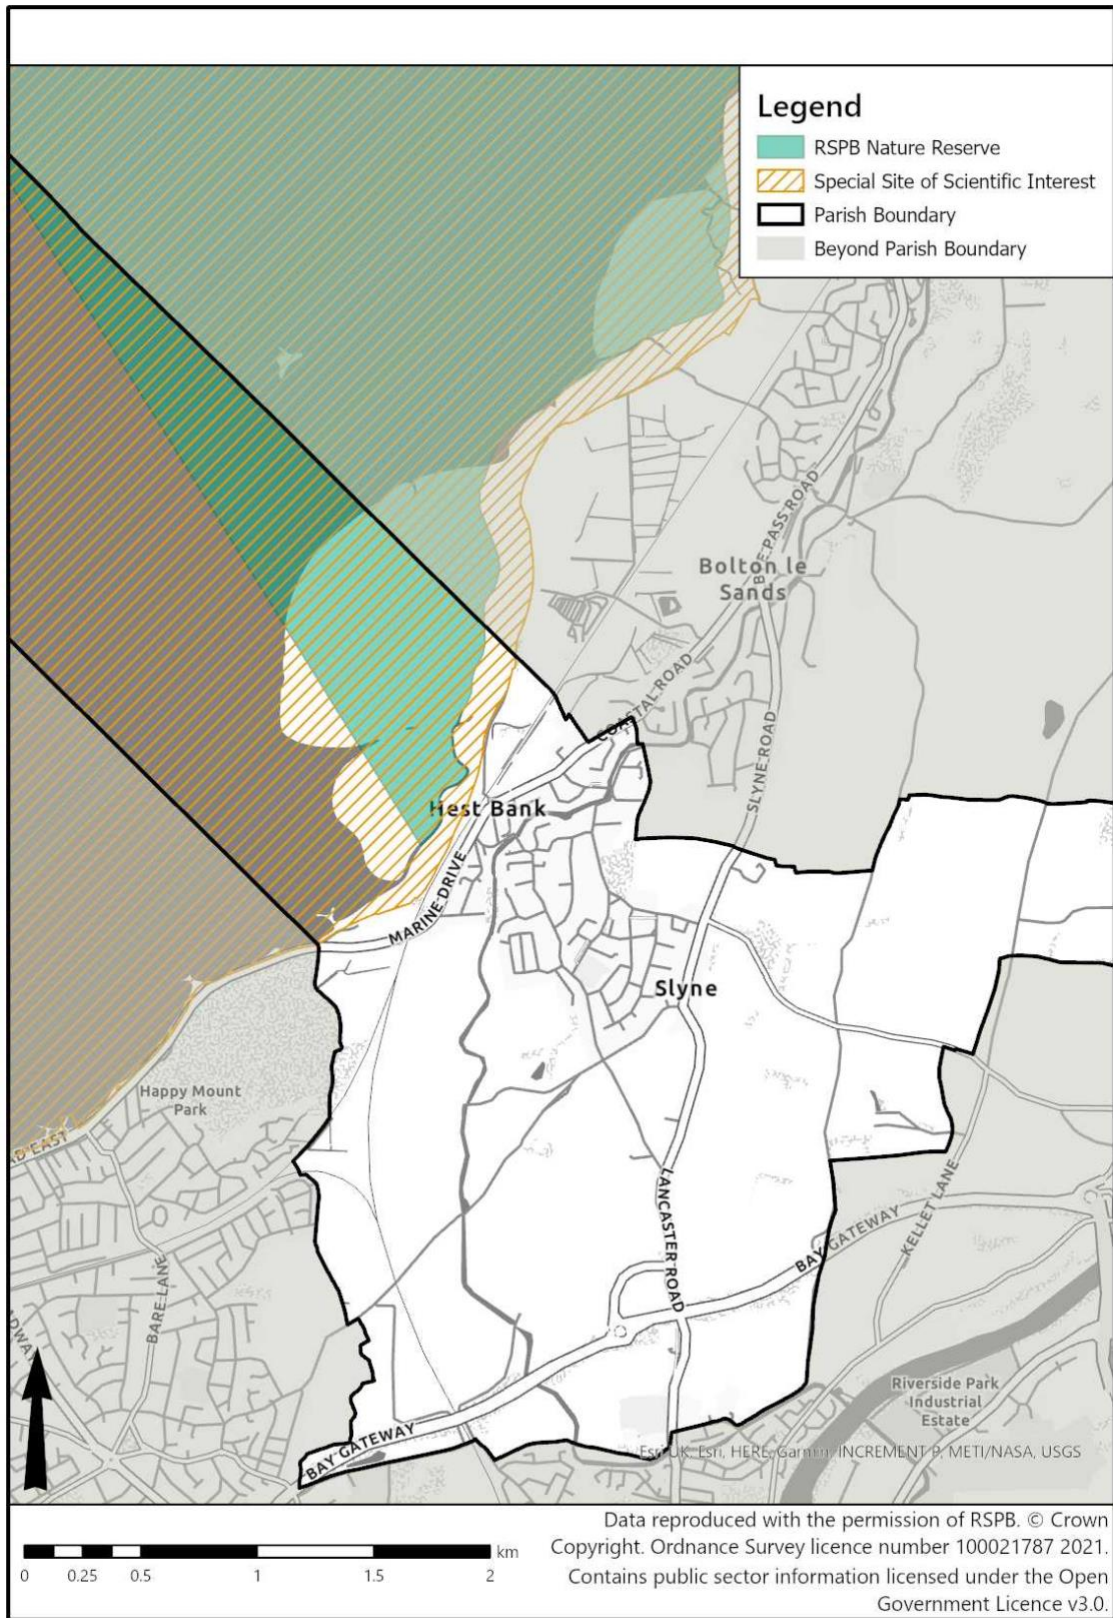 Legend
RSPB Nature Reserve
Special Site of Scientific Interest
Parish Boundary
Beyond Parish Boundary
Bolton le
Sands
BYE PASS ROAD
COASTAL ROAD
SLYNE ROAD
Hest Bank
MARINE DRIVE
Slyne
Happy Mount
Park
AD EAST
LANCASTER ROAD
BAY GATEWAY
KELLET LANE
BARE LANE
ADWAY
Riverside Park
Industrial
Estate
BAY GATEWAY
Esri UK, Esri, HERE, Garmin, INCREMENT P, METI/NASA, USGS
km
0 0.25 0.5 1 1.5 2
Data reproduced with the permission of RSPB. © Crown
Copyright. Ordnance Survey licence number 100021787 2021.
Contains public sector information licensed under the Open
Government Licence v3.0.